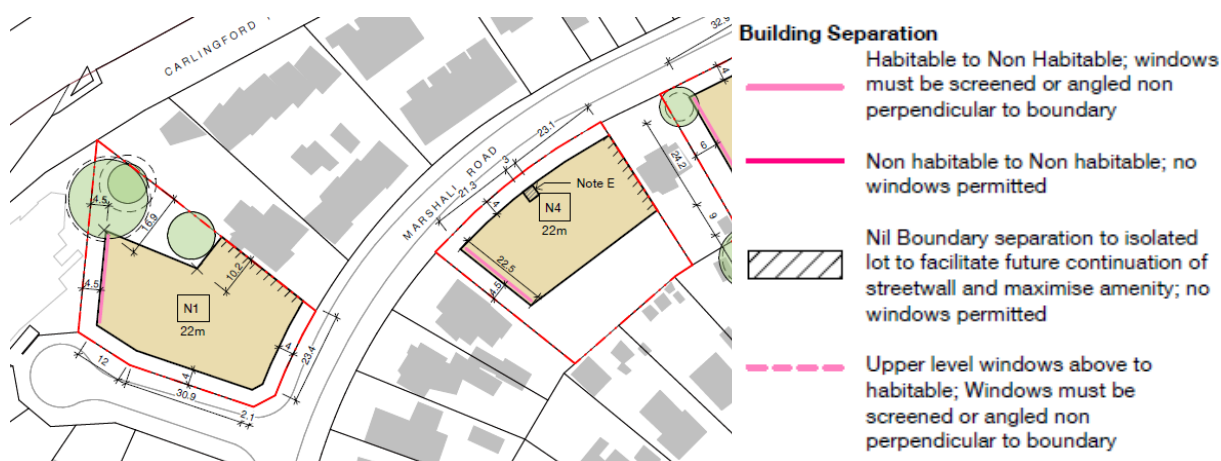 CARLINGFORD
MARSHALL ROAD
32.9
4
23.1
3
21.3
4
Note E
N4
22m
22.5
4.5
24.2
6
9
4.5
16.9
10.2
4.5
N1
22m
4
23.4
12
4
30.9
2.1
Building Separation
Habitable to Non Habitable; windows
must be screened or angled non
perpendicular to boundary
Non habitable to Non habitable; no
windows permitted
Nil Boundary separation to isolated
lot to facilitate future continuation of
streetwall and maximise amenity; no
windows permitted
Upper level windows above to
habitable; Windows must be
screened or angled non
perpendicular to boundary